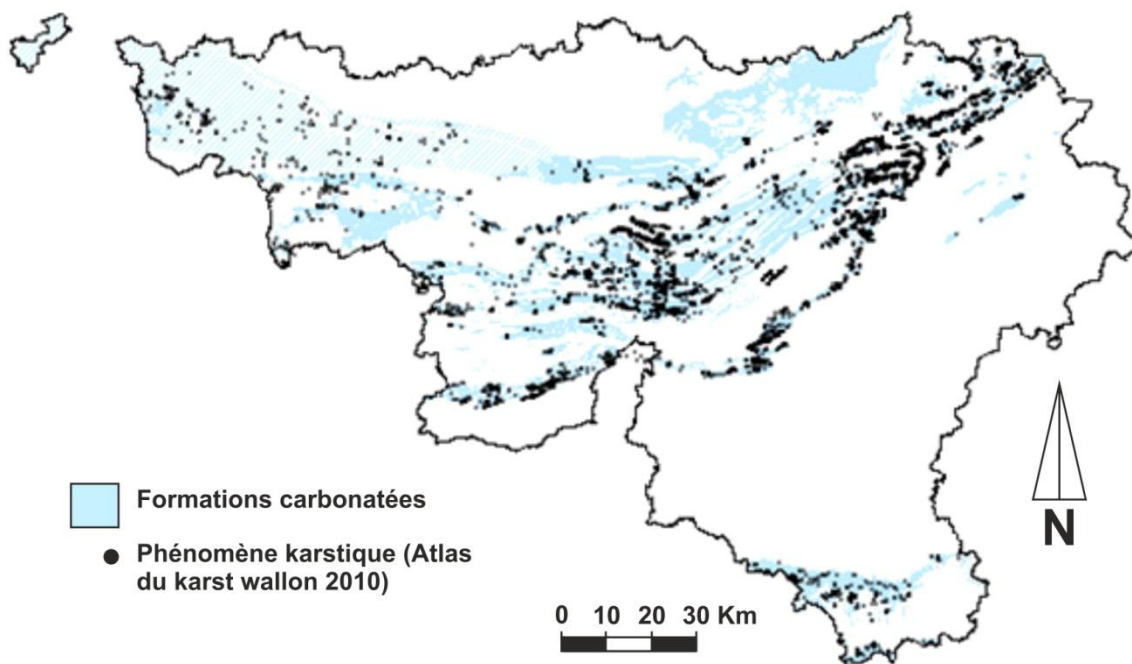 Formations carbonatées
Phénomène karstique (Atlas
du karst wallon 2010)
0 10 20 30 Km
N